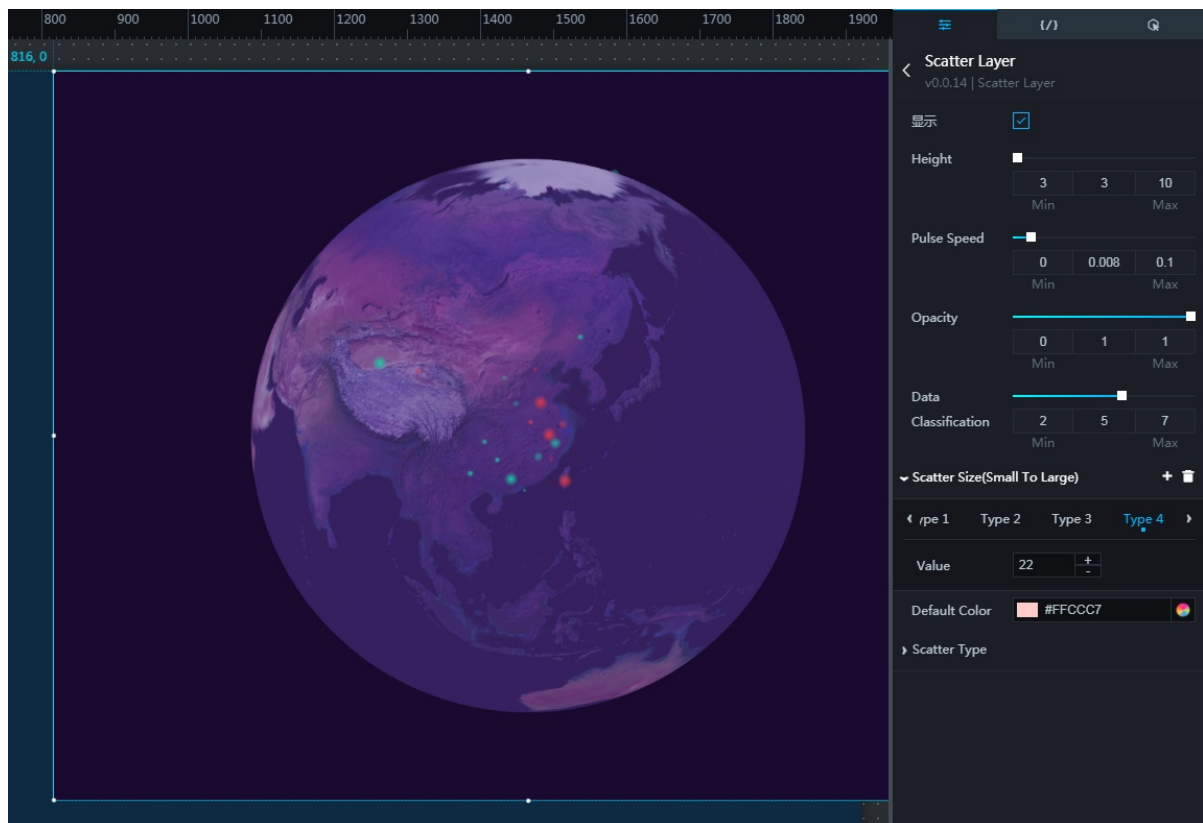 800 900 1000 1100 1200 1300 1400 1500 1600 1700 1800 1900
816, 0
{/}
Scatter Layer
v0.0.14 | Scatter Layer
显示
Height
3 3 10
Min Max
Pulse Speed
0 0.008 0.1
Min Max
Opacity
0 1 1
Min Max
Data
Classification
2 5 7
Min Max
Scatter Size(Small To Large)
ype 1 Type 2 Type 3 Type 4
Value 22
Default Color #FFCCC7
Scatter Type